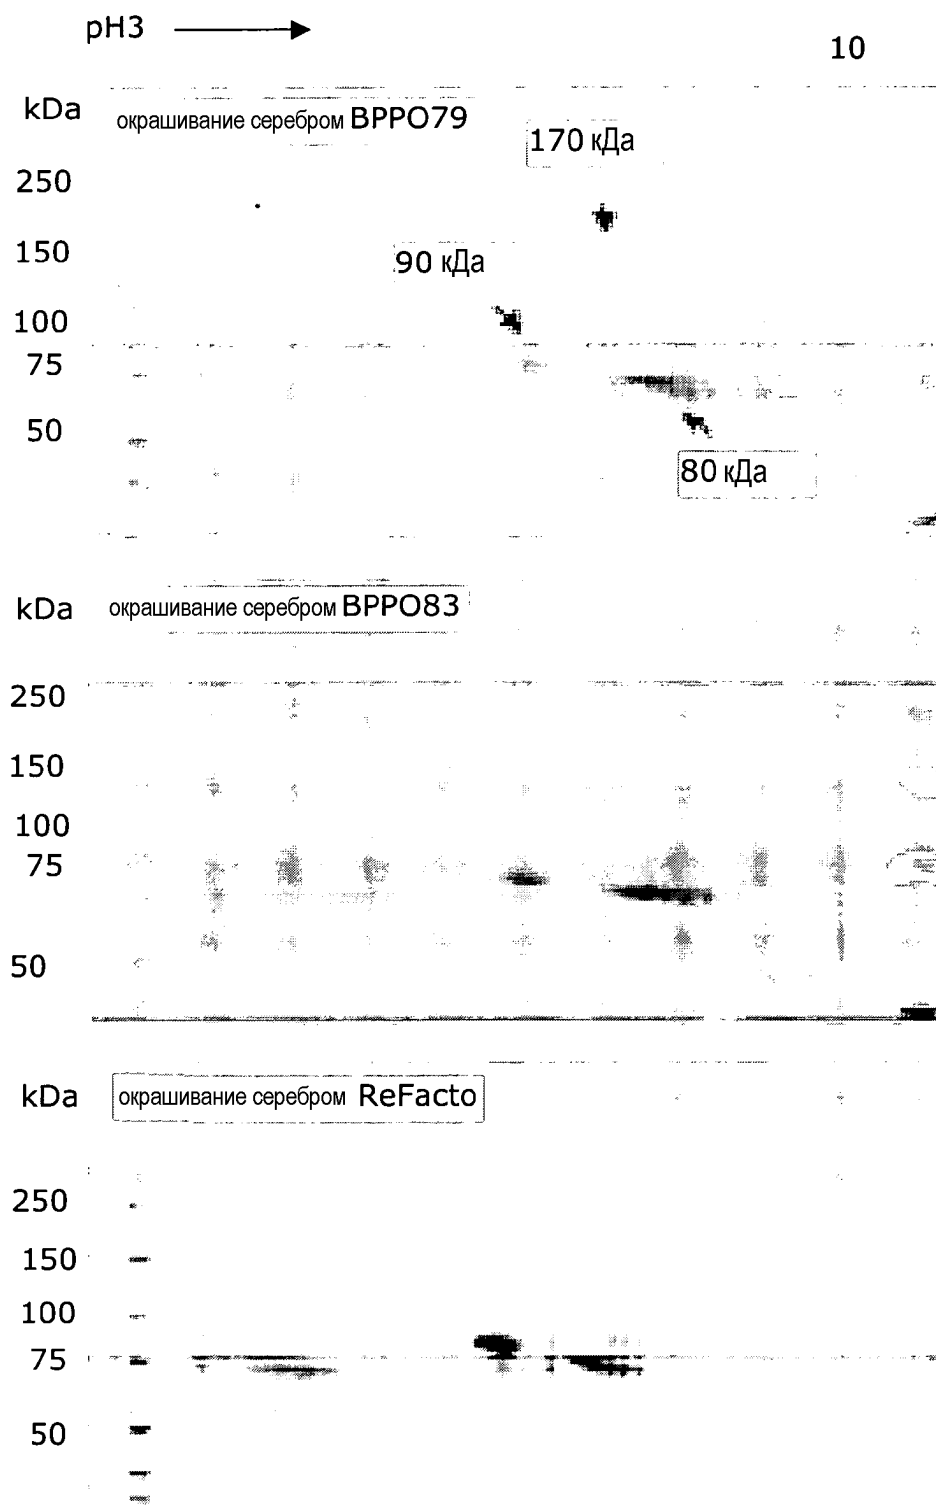 pH3
10
kDa
окрашивание серебром BPPO79
170 кДа
250
150
90 кДа
100
75
50
80 кДа
kDa
окрашивание серебром BPPO83
250
150
100
75
50
kDa
окрашивание серебром ReFacto
250
150
100
75
50